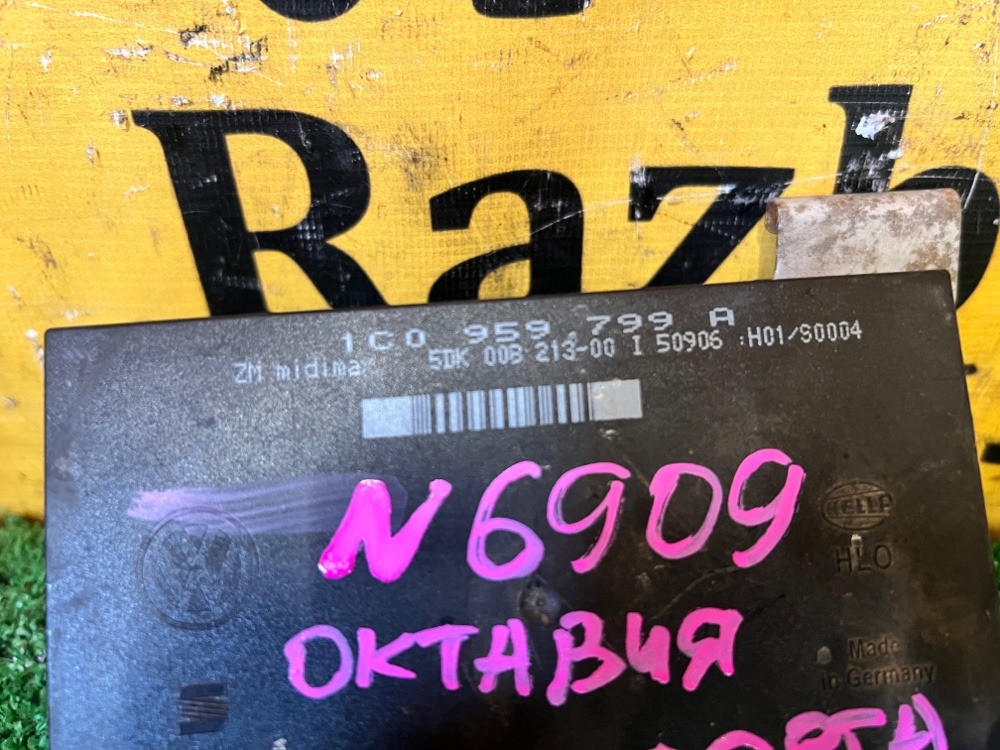 Razb
1C0 959 799 A
ZM midima 5DK 008 213-00 I 50906 :H01/S0004
N6909
HELLA
HLO
ОКТАВИЯ
Made
in Germany